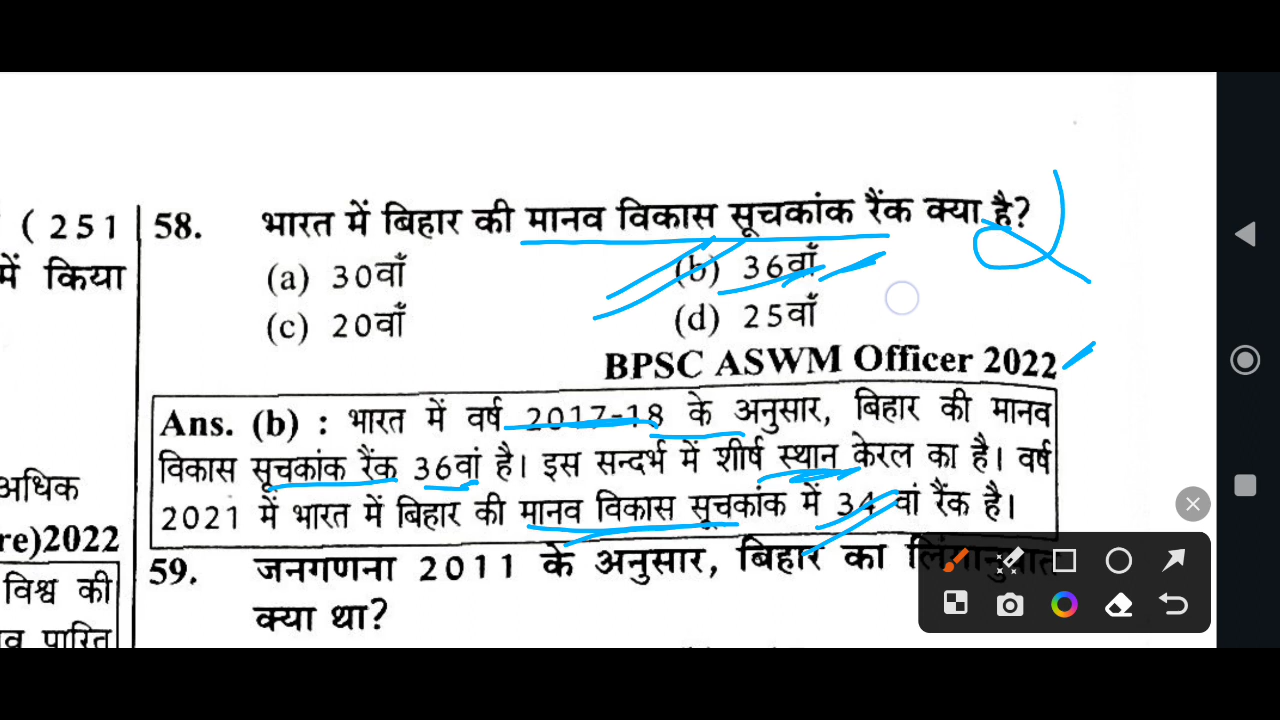 ( 251
में किया
अधिक
re)2022
विश्व की
व पारित
58. भारत में बिहार की मानव विकास सूचकांक रैंक क्या है?
(a) 30वाँ (b) 36वाँ
(c) 20वाँ (d) 25वाँ
BPSC ASWM Officer 2022
Ans. (b) : भारत में वर्ष 2017-18 के अनुसार, बिहार की मानव
विकास सूचकांक रैंक 36वां है। इस सन्दर्भ में शीर्ष स्थान केरल का है। वर्ष
2021 में भारत में बिहार की मानव विकास सूचकांक में 34 वां रैंक है।
59. जनगणना 2011 के अनुसार, बिहार का लिंगानुपात
क्या था?